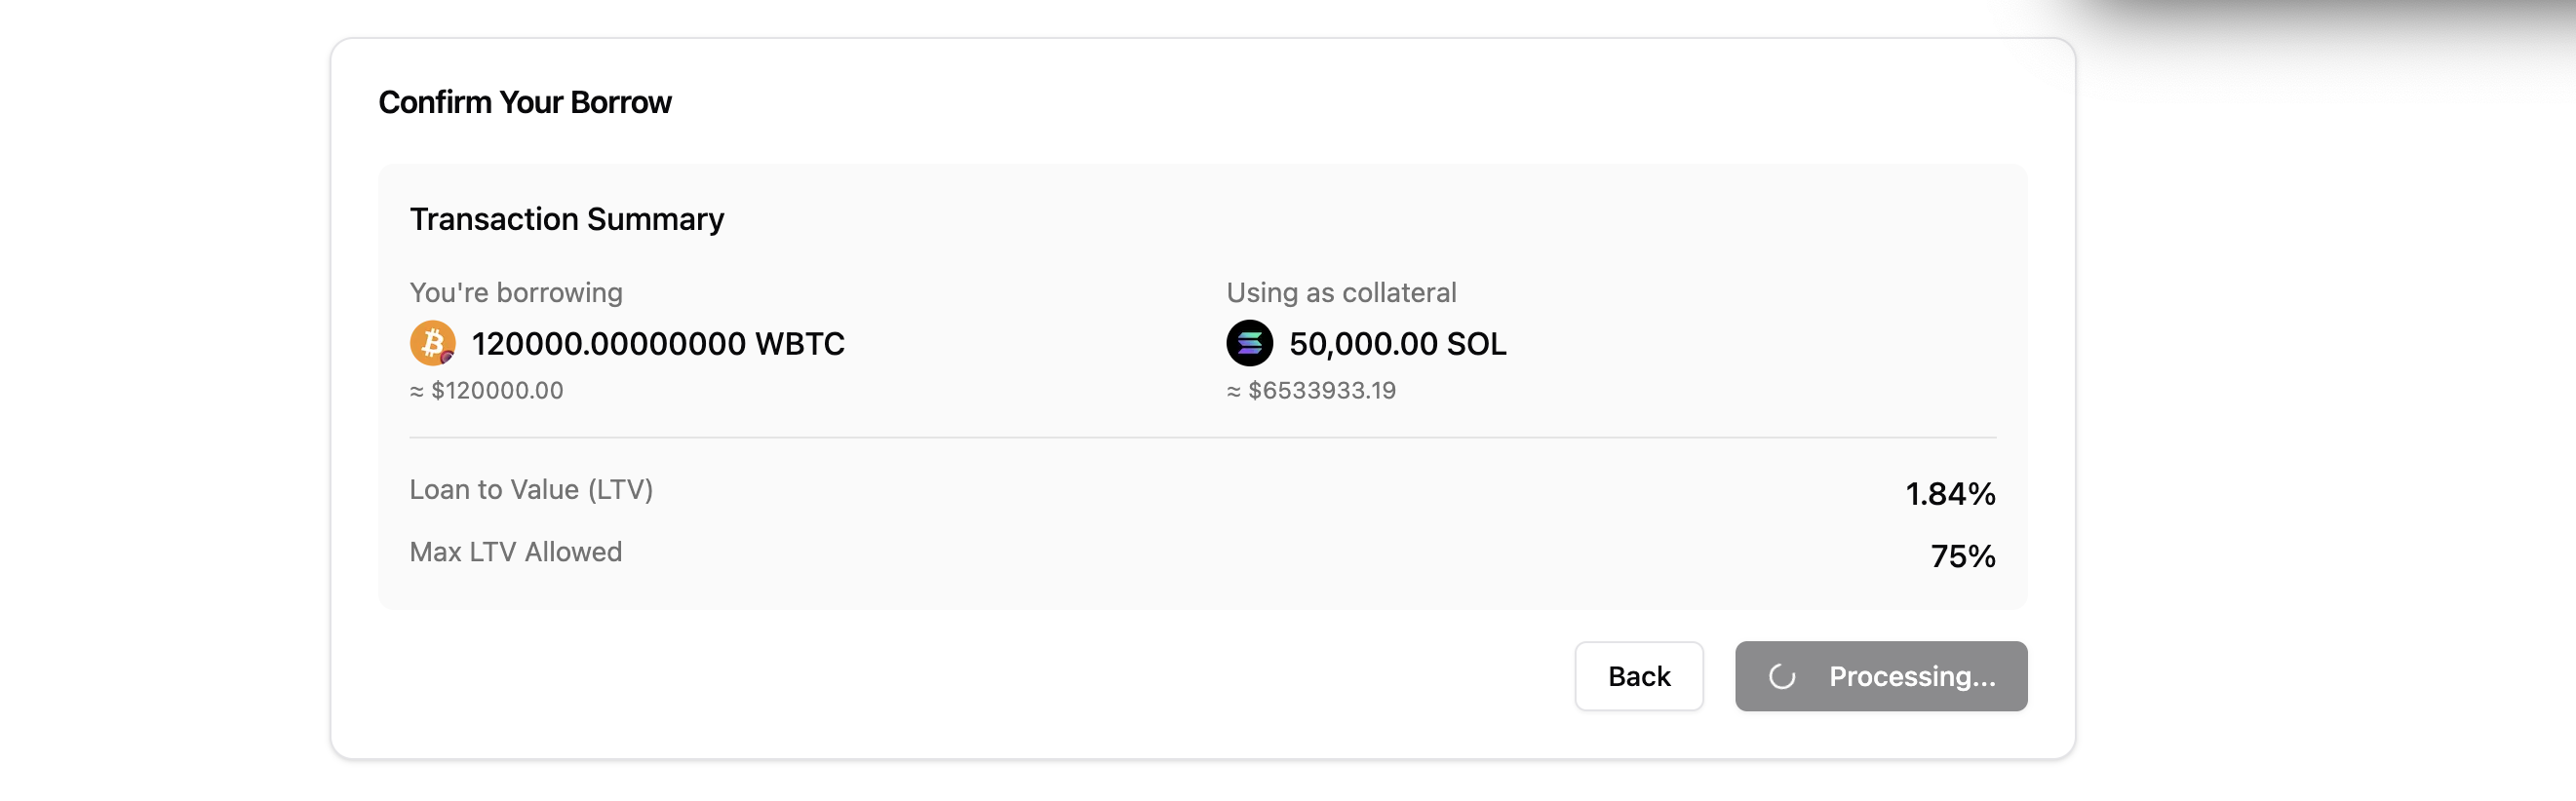 Confirm Your Borrow
Transaction Summary
You're borrowing
120000.00000000 WBTC
≈ $120000.00
Using as collateral
50,000.00 SOL
≈ $6533933.19
Loan to Value (LTV)
1.84%
Max LTV Allowed
75%
Back
Processing...